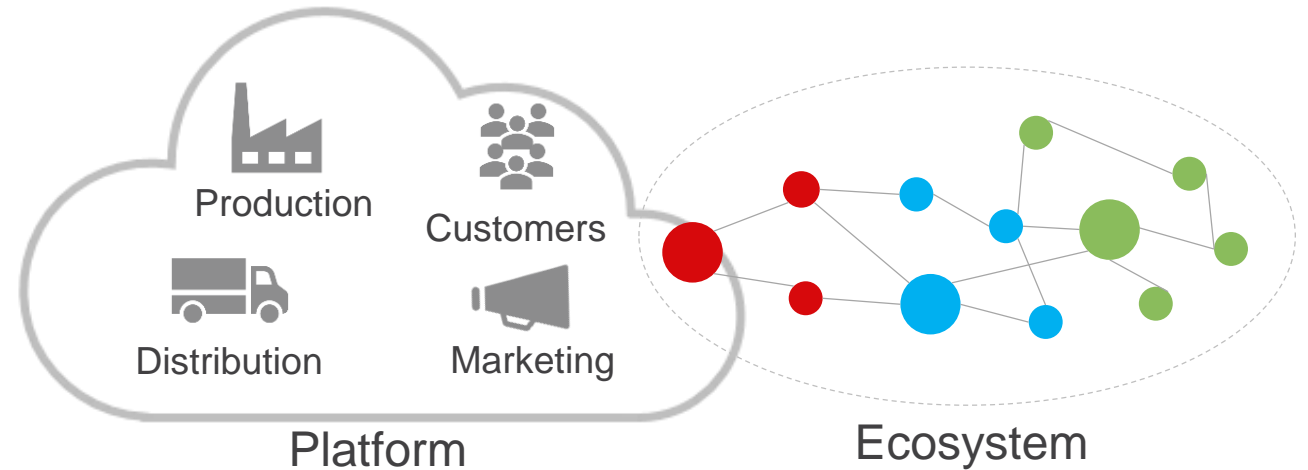 Production
Customers
Distribution
Marketing
Platform
Ecosystem